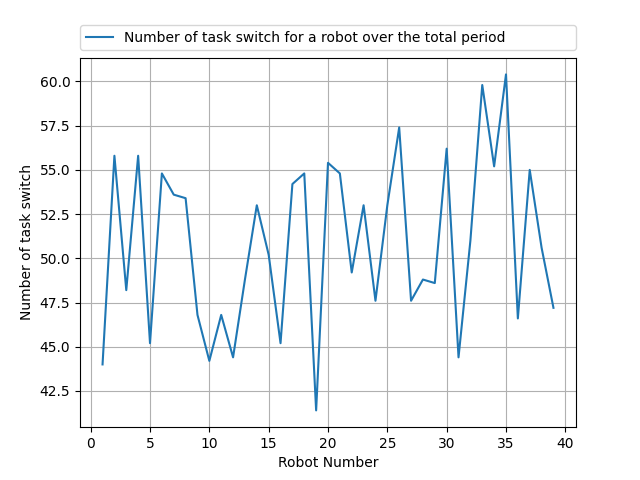 Number of task switch for a robot over the total period
60.0
57.5
55.0
52.5
50.0
47.5
45.0
42.5
Number of task switch
0 5 10 15 20 25 30 35 40
Robot Number